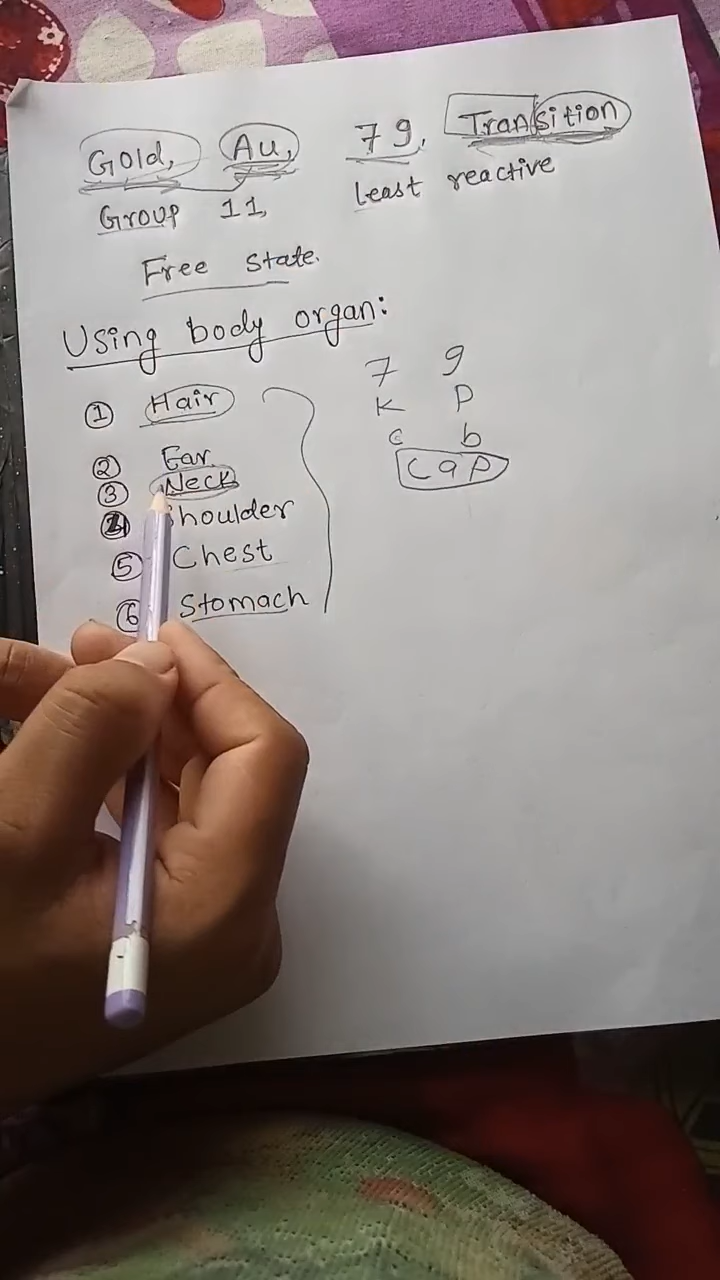 Gold, Au, 79, Transition
Group 11, Least reactive
Free state.
Using body organ:
① Hair
② Ear
③ Neck
④ Shoulder
⑤ Chest
⑥ Stomach
7 9
K P
c b
Cap